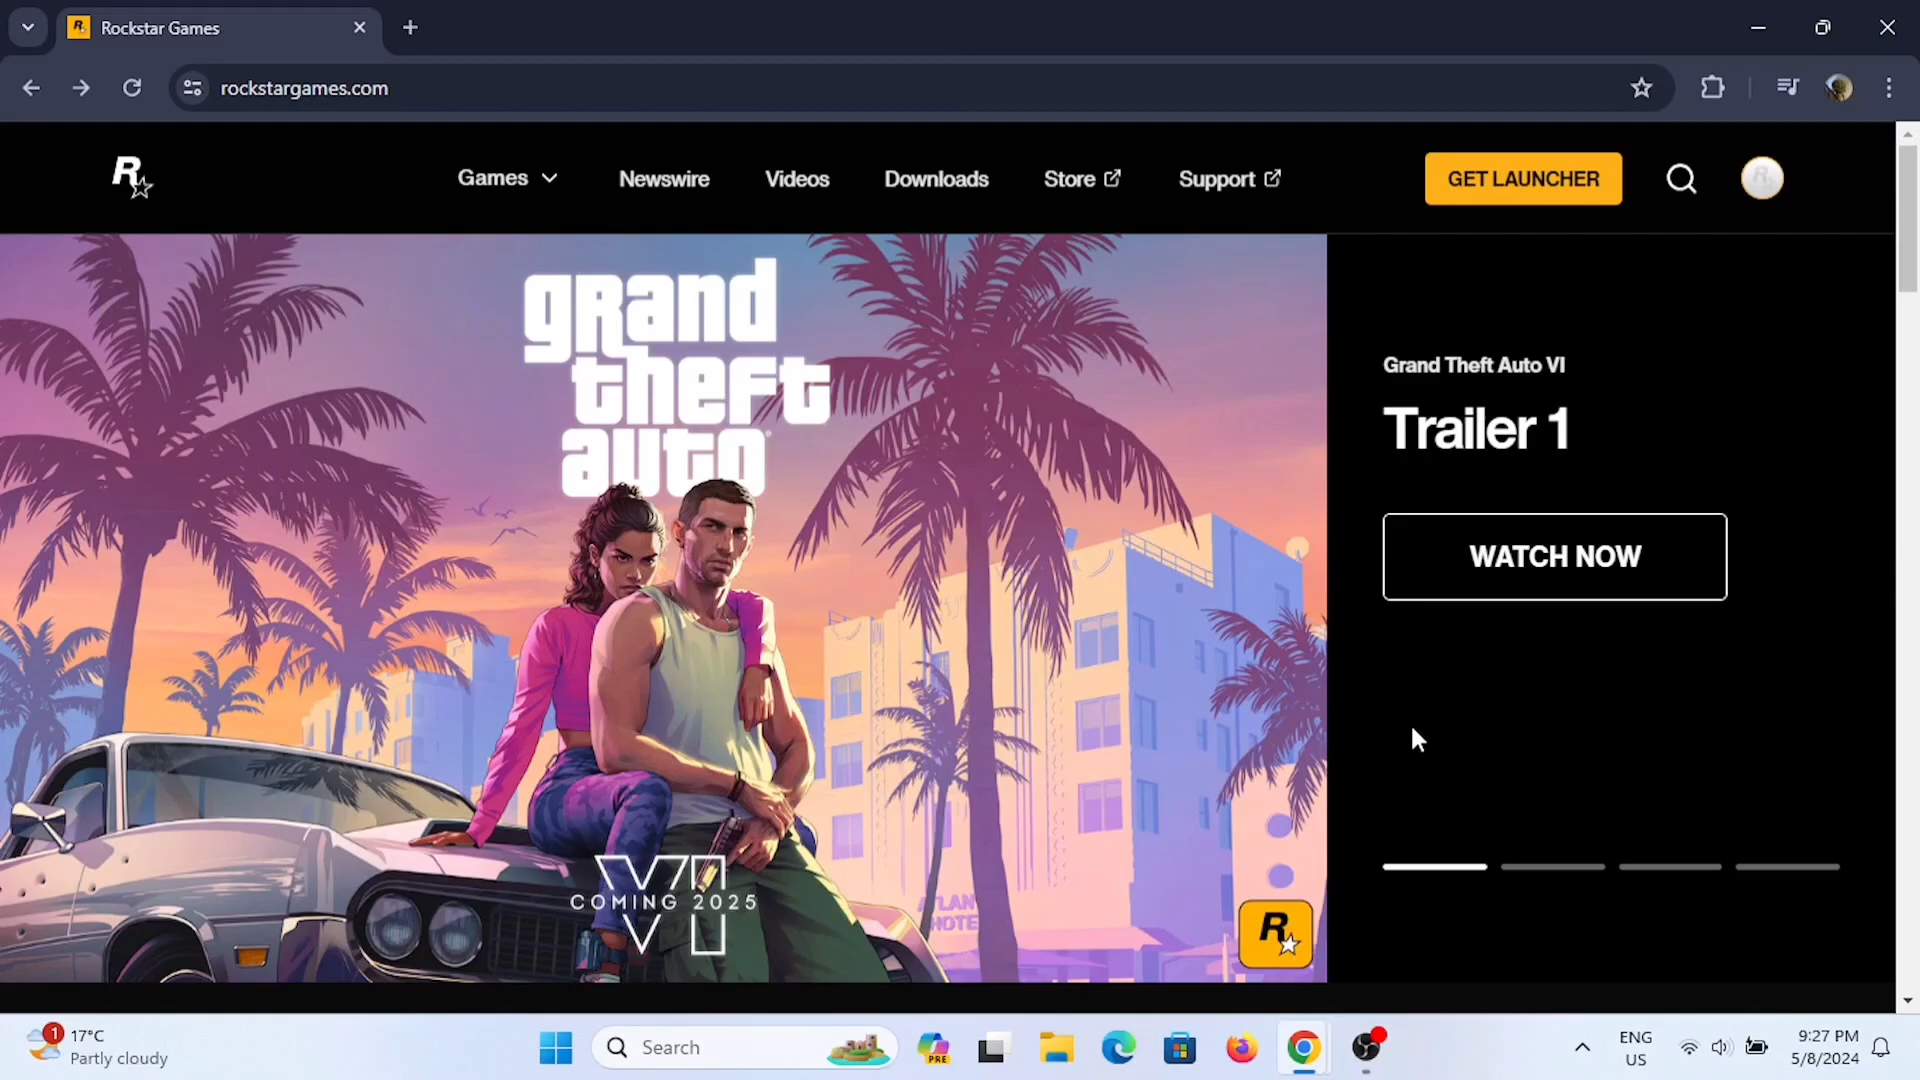 Rockstar Games
rockstargames.com
R
Games
Newswire
Videos
Downloads
Store
Support
GET LAUNCHER
grand
theft
auto
VI
COMING 2025
R
Grand Theft Auto VI
Trailer 1
WATCH NOW
1
17°C
Partly cloudy
Search
PRE
ENG
US
9:27 PM
5/8/2024